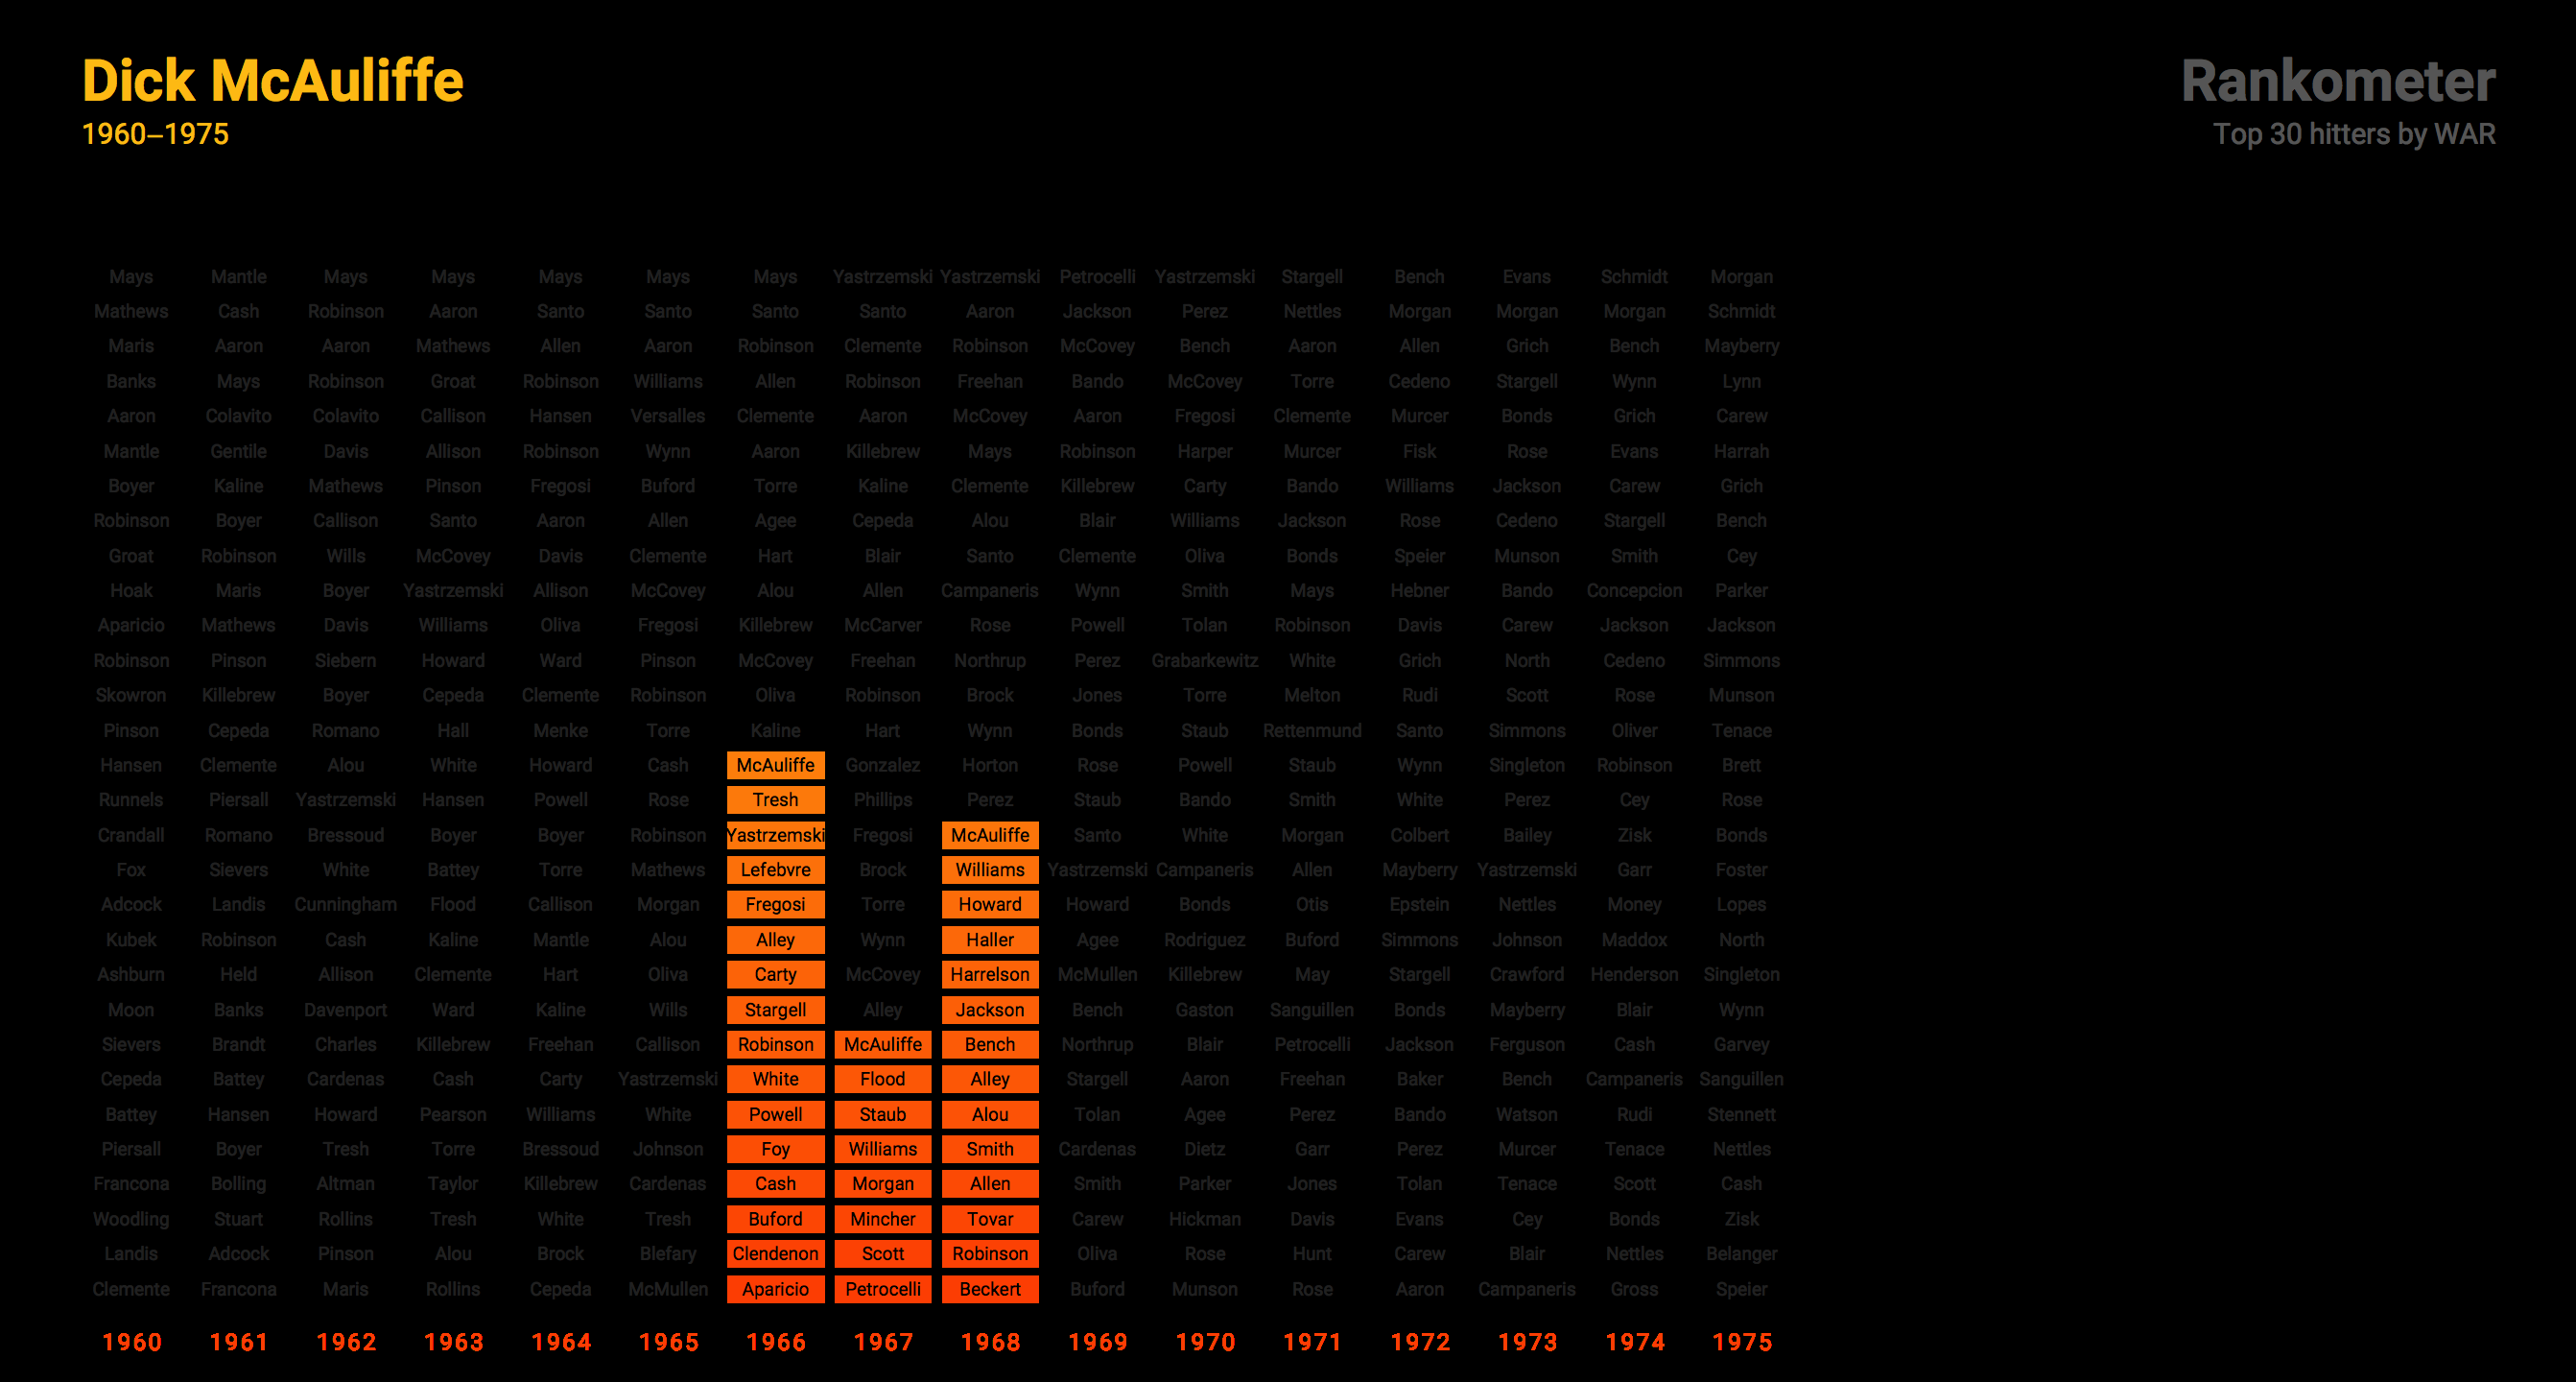 Dick McAuliffe
1960–1975
Rankometer
Top 30 hitters by WAR
Mays Mantle Mays Mays Mays Mays Mays Yastrzemski Yastrzemski Petrocelli Yastrzemski Stargell Bench Evans Schmidt Morgan
Mathews Cash Robinson Aaron Santo Santo Santo Santo Aaron Jackson Perez Nettles Morgan Morgan Morgan Schmidt
Maris Aaron Aaron Mathews Allen Aaron Robinson Clemente Robinson McCovey Bench Aaron Allen Grich Bench Mayberry
Banks Mays Robinson Groat Robinson Williams Allen Robinson Freehan Bando McCovey Torre Cedeno Stargell Wynn Lynn
Aaron Colavito Colavito Callison Hansen Versalles Clemente Aaron McCovey Aaron Fregosi Clemente Murcer Bonds Grich Carew
Mantle Gentile Davis Allison Robinson Wynn Aaron Killebrew Mays Robinson Harper Murcer Fisk Rose Evans Harrah
Boyer Kaline Mathews Pinson Fregosi Buford Torre Kaline Clemente Killebrew Carty Bando Williams Jackson Carew Grich
Robinson Boyer Callison Santo Aaron Allen Agee Cepeda Alou Blair Williams Jackson Rose Cedeno Stargell Bench
Groat Robinson Wills McCovey Davis Clemente Hart Blair Santo Clemente Oliva Bonds Speier Munson Smith Cey
Hoak Maris Boyer Yastrzemski Allison McCovey Alou Allen Campaneris Wynn Smith Mays Hebner Bando Concepcion Parker
Aparicio Mathews Davis Williams Oliva Fregosi Killebrew McCarver Rose Powell Tolan Robinson Davis Carew Jackson Jackson
Robinson Pinson Siebern Howard Ward Pinson McCovey Freehan Northrup Perez Grabarkewitz White Grich North Cedeno Simmons
Skowron Killebrew Boyer Cepeda Clemente Robinson Oliva Robinson Brock Jones Torre Melton Rudi Scott Rose Munson
Pinson Cepeda Romano Hall Menke Torre Kaline Hart Wynn Bonds Staub Rettenmund Santo Simmons Oliver Tenace
Hansen Clemente Alou White Howard Cash McAuliffe Gonzalez Horton Rose Powell Staub Wynn Singleton Robinson Brett
Runnels Piersall Yastrzemski Hansen Powell Rose Tresh Phillips Perez Staub Bando Smith White Perez Cey Rose
Crandall Romano Bressoud Boyer Boyer Robinson Yastrzemski Fregosi McAuliffe Santo White Morgan Colbert Bailey Zisk Bonds
Fox Sievers White Battey Torre Mathews Lefebvre Brock Williams Yastrzemski Campaneris Allen Mayberry Yastrzemski Garr Foster
Adcock Landis Cunningham Flood Callison Morgan Fregosi Torre Howard Howard Bonds Otis Epstein Nettles Money Lopes
Kubek Robinson Cash Kaline Mantle Alou Alley Wynn Haller Agee Rodriguez Buford Simmons Johnson Maddox North
Ashburn Held Allison Clemente Hart Oliva Carty McCovey Harrelson McMullen Killebrew May Stargell Crawford Henderson Singleton
Moon Banks Davenport Ward Kaline Wills Stargell Alley Jackson Bench Gaston Sanguillen Bonds Mayberry Blair Wynn
Sievers Brandt Charles Killebrew Freehan Callison Robinson McAuliffe Bench Northrup Blair Petrocelli Jackson Ferguson Cash Garvey
Cepeda Battey Cardenas Cash Carty Yastrzemski White Flood Alley Stargell Aaron Freehan Baker Bench Campaneris Sanguillen
Battey Hansen Howard Pearson Williams White Powell Staub Alou Tolan Agee Perez Bando Watson Rudi Stennett
Piersall Boyer Tresh Torre Bressoud Johnson Foy Williams Smith Cardenas Dietz Garr Perez Murcer Tenace Nettles
Francona Bolling Altman Taylor Killebrew Cardenas Cash Morgan Allen Smith Parker Jones Tolan Tenace Scott Cash
Woodling Stuart Rollins Tresh White Tresh Buford Mincher Tovar Carew Hickman Davis Evans Cey Bonds Zisk
Landis Adcock Pinson Alou Brock Blefary Clendenon Scott Robinson Oliva Rose Hunt Carew Blair Nettles Belanger
Clemente Francona Maris Rollins Cepeda McMullen Aparicio Petrocelli Beckert Buford Munson Rose Aaron Campaneris Gross Speier
1960 1961 1962 1963 1964 1965 1966 1967 1968 1969 1970 1971 1972 1973 1974 1975